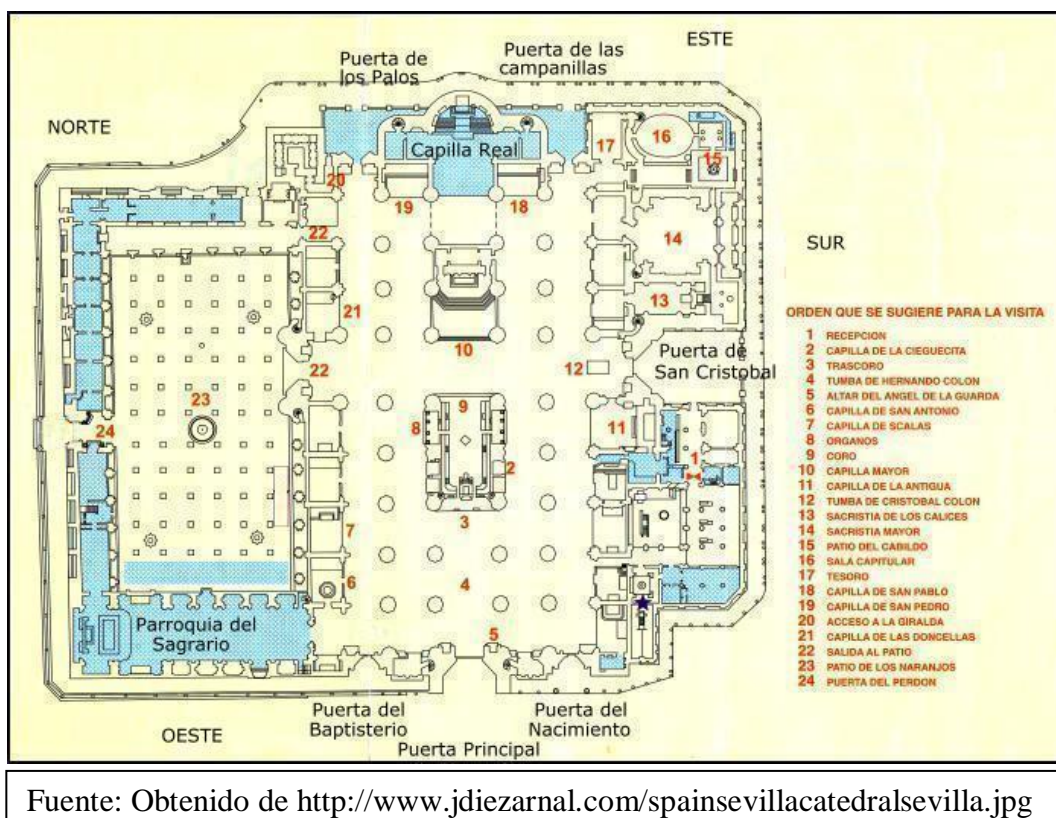 ESTE
Puerta de
los Palos
Puerta de las
campanillas
NORTE
Capilla Real
16
17
15
20
19
18
22
14
SUR
13
21
10
ORDEN QUE SE SUGIERE PARA LA VISITA
1 RECEPCION
2 CAPILLA DE LA CIEGUECITA
3 TRASCORO
4 TUMBA DE HERNANDO COLON
5 ALTAR DEL ANGEL DE LA GUARDA
6 CAPILLA DE SAN ANTONIO
7 CAPILLA DE SCALAS
8 ORGANOS
9 CORO
10 CAPILLA MAYOR
11 CAPILLA DE LA ANTIGUA
12 TUMBA DE CRISTOBAL COLON
13 SACRISTIA DE LOS CALICES
14 SACRISTIA MAYOR
15 PATIO DEL CABILDO
16 SALA CAPITULAR
17 TESORO
18 CAPILLA DE SAN PABLO
19 CAPILLA DE SAN PEDRO
20 ACCESO A LA GIRALDA
21 CAPILLA DE LAS DONCELLAS
22 SALIDA AL PATIO
23 PATIO DE LOS NARANJOS
24 PUERTA DEL PERDON
Puerta de
San Cristobal
22
12
23
24
9
8
11
2
1
3
7
6
4
5
Parroquia del
Sagrario
OESTE
Puerta del
Baptisterio
Puerta Principal
Puerta del
Nacimiento
Fuente: Obtenido de http://www.jdiezarnal.com/spainsevillacatedralsevilla.jpg